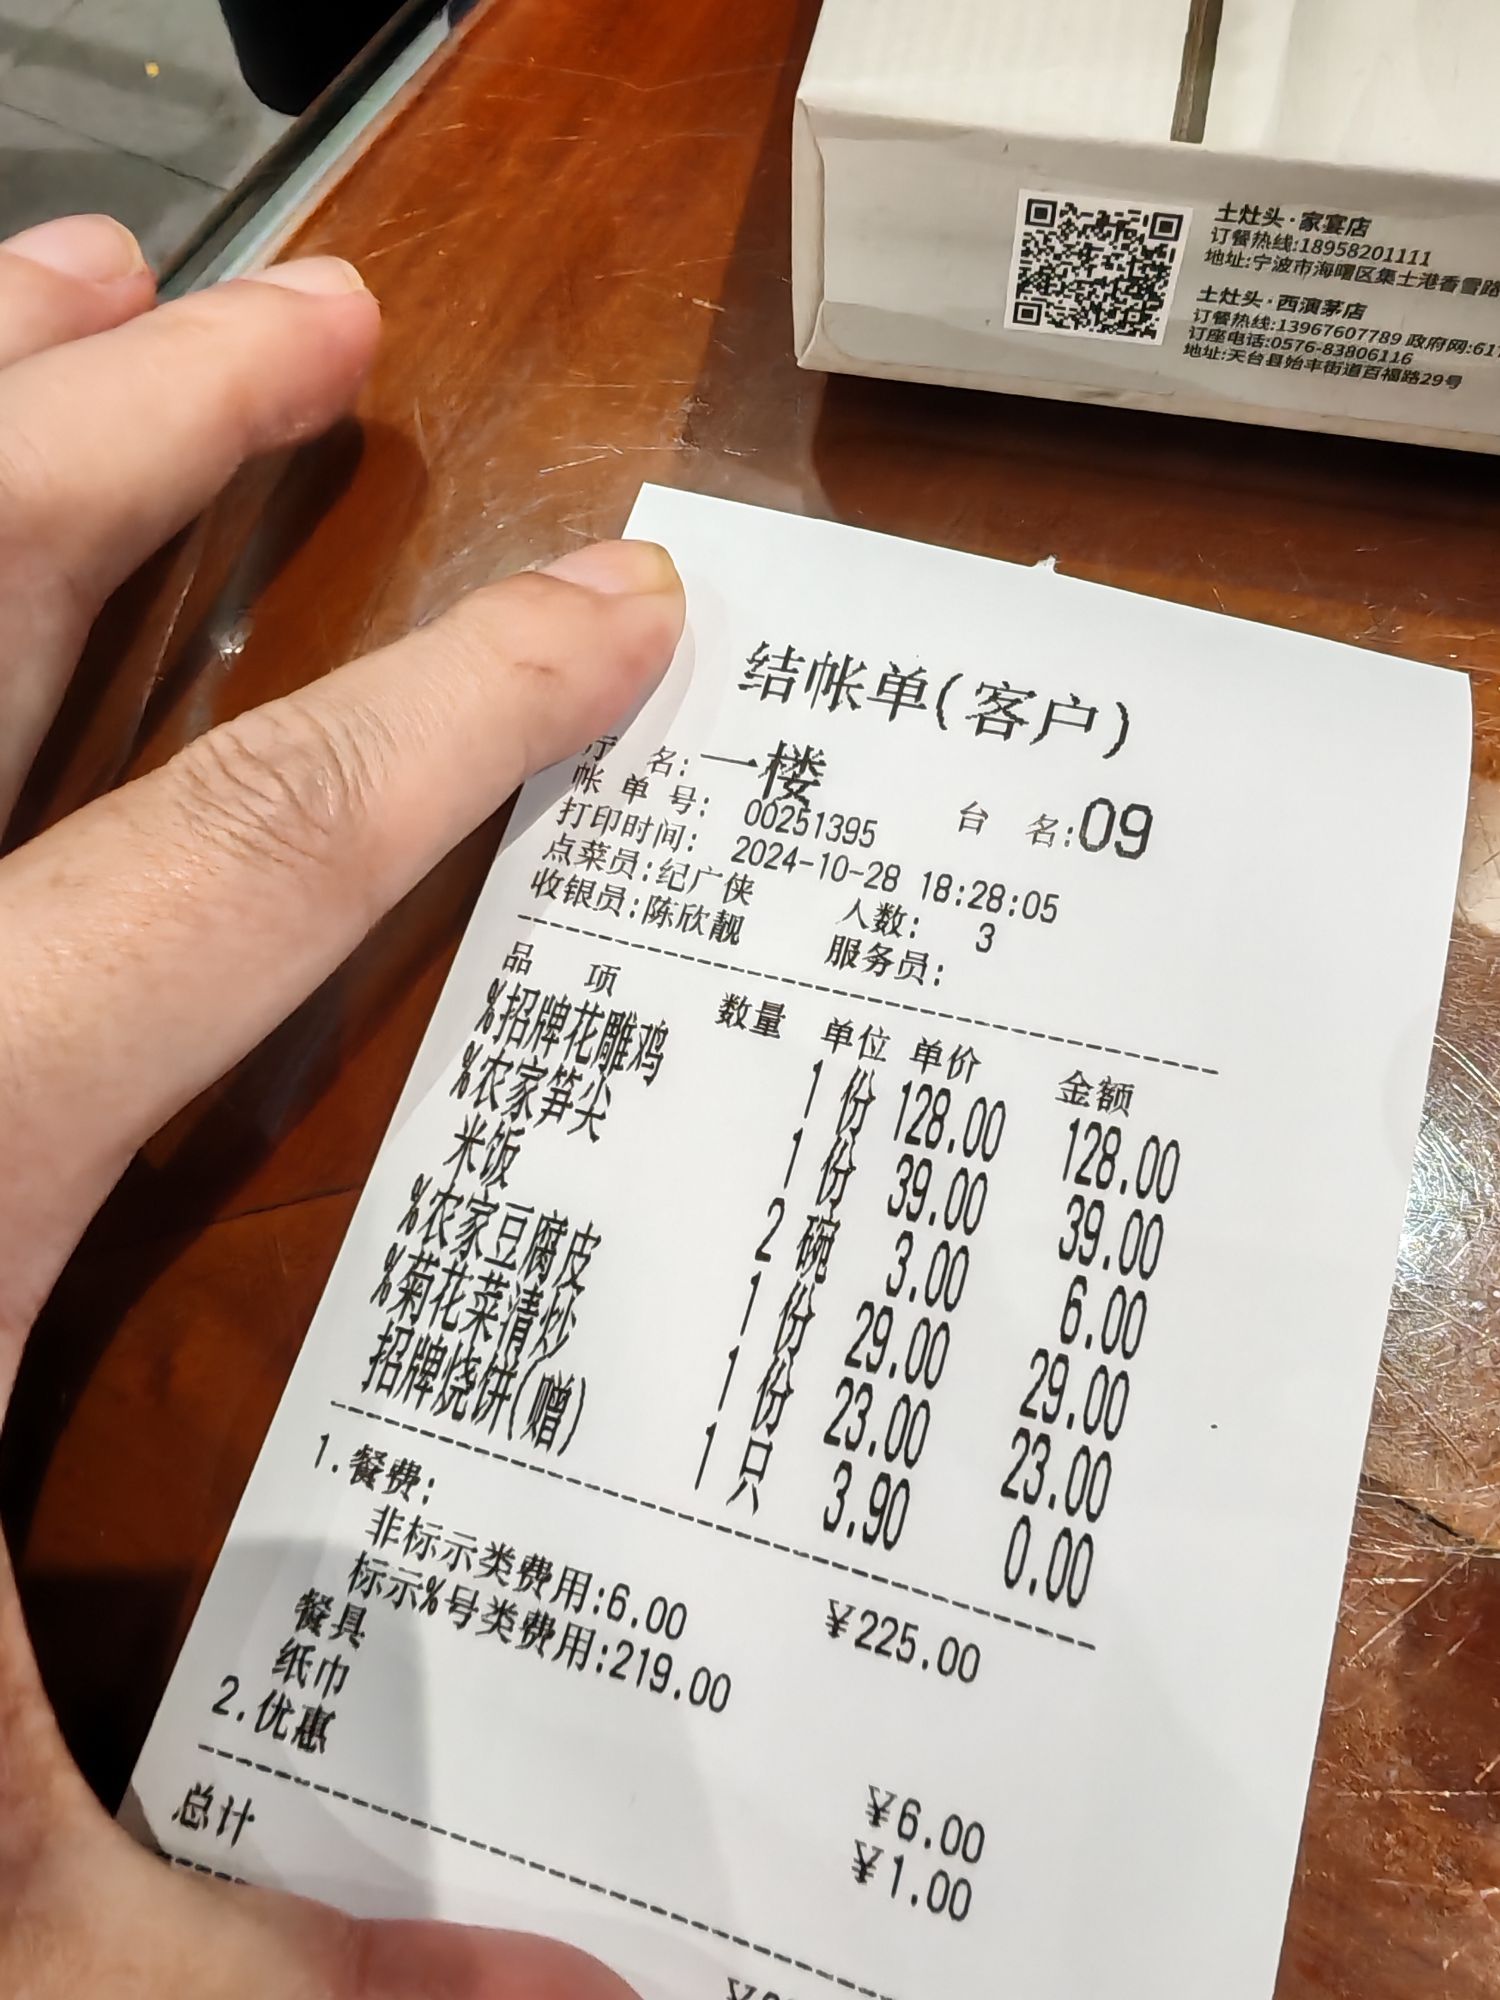 土灶头·家宴店
订餐热线:18958201111
地址:宁波市海曙区集士港香雪路
土灶头·西演茅店
订餐热线:13967607789 政府网:617
订座电话:0576-83806116
地址:天台县始丰街道百福路29号
结帐单(客户)
厅 名:一楼 台 名:09
帐 单 号: 00251395
打印时间: 2024-10-28 18:28:05
点菜员:纪广侠 人数: 3
收银员:陈欣靓 服务员:
品 项 数量 单位 单价 金额
%招牌花雕鸡 1 份 128.00 128.00
%农家笋尖 1 份 39.00 39.00
米饭 2 碗 3.00 6.00
%农家豆腐皮 1 份 29.00 29.00
%菊花菜清炒 1 份 23.00 23.00
招牌烧饼(赠) 1 只 3.90 0.00
1.餐费: ¥225.00
非标示类费用:6.00
标示%号类费用:219.00
餐具 ¥6.00
纸巾 ¥1.00
2.优惠
总计